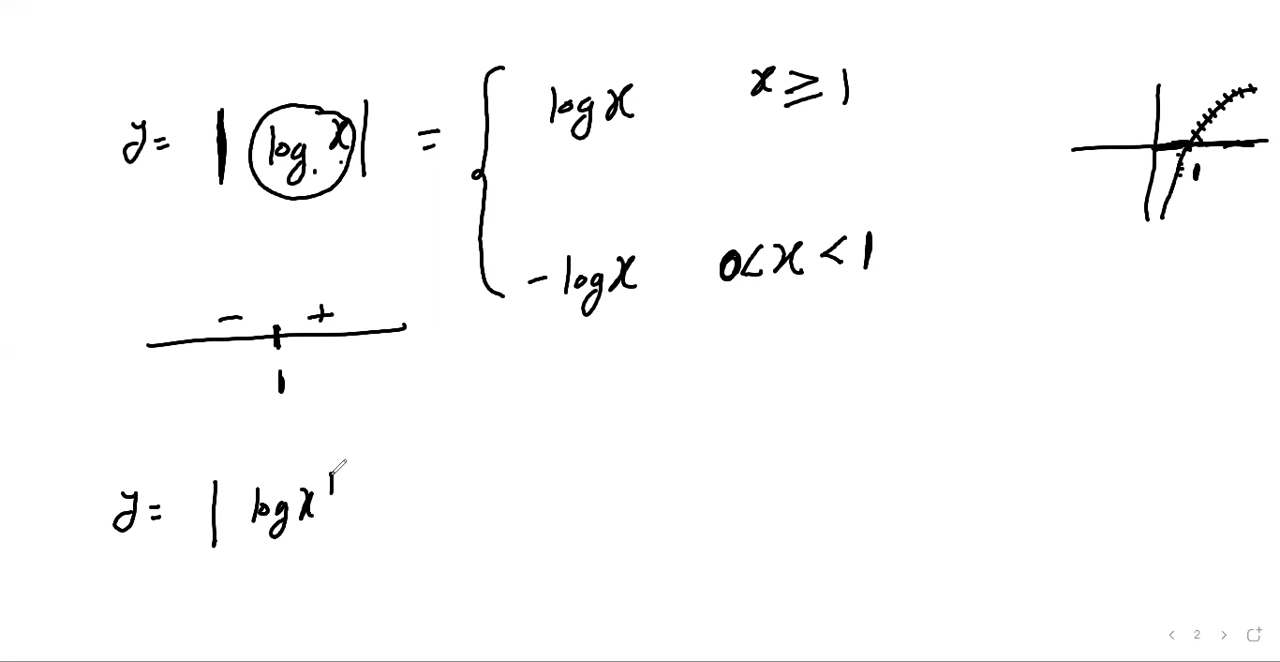 y = | log x | = { log x    x ≥ 1
- log x    0 < x < 1
- +
1
1
y = | log x
2